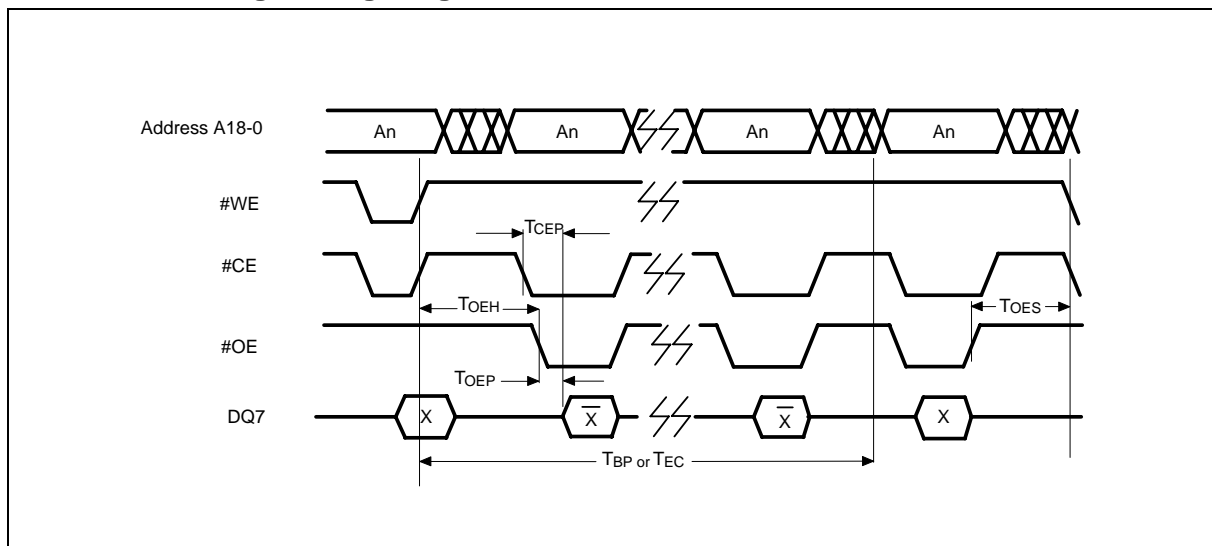 Address A18-0
An An An An
#WE
TCEP
#CE
TOEH TOES
#OE
TOEP
DQ7
X X̅ X̅ X
TBP or TEC